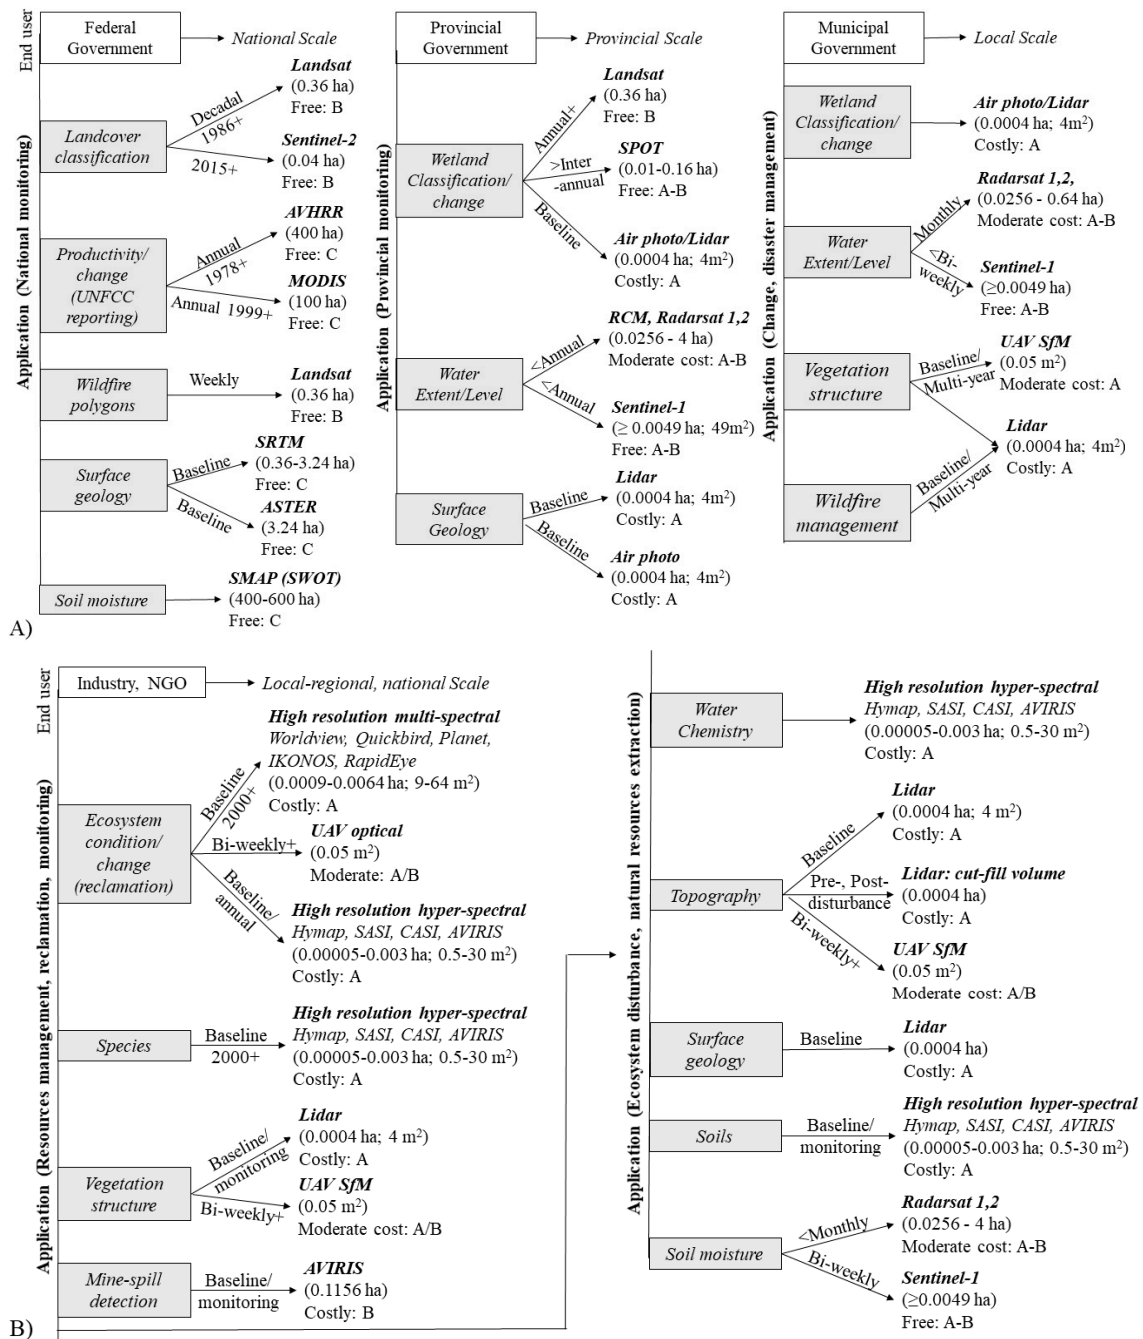 End user
Federal
Government
National Scale
Application (National monitoring)
Landcover
classification
Decadal
1986+
Landsat
(0.36 ha)
Free: B
2015+
Sentinel-2
(0.04 ha)
Free: B
Productivity/
change
(UNFCC
reporting)
Annual
1978+
AVHRR
(400 ha)
Free: C
Annual 1999+
MODIS
(100 ha)
Free: C
Wildfire
polygons
Weekly
Landsat
(0.36 ha)
Free: B
Surface
geology
Baseline
SRTM
(0.36-3.24 ha)
Free: C
Baseline
ASTER
(3.24 ha)
Free: C
Soil moisture
SMAP (SWOT)
(400-600 ha)
Free: C
Provincial
Government
Provincial Scale
Application (Provincial monitoring)
Wetland
Classification/
change
Annual+
Landsat
(0.36 ha)
Free: B
>Inter
-annual
SPOT
(0.01-0.16 ha)
Free: A-B
Baseline
Air photo/Lidar
(0.0004 ha; 4m²)
Costly: A
Water
Extent/Level
<Annual
RCM, Radarsat 1,2
(0.0256 - 4 ha)
Moderate cost: A-B
<Annual
Sentinel-1
(≥ 0.0049 ha; 49m²)
Free: A-B
Surface
Geology
Baseline
Lidar
(0.0004 ha; 4m²)
Costly: A
Baseline
Air photo
(0.0004 ha; 4m²)
Costly: A
Municipal
Government
Local Scale
Application (Change, disaster management)
Wetland
Classification/
change
Air photo/Lidar
(0.0004 ha; 4m²)
Costly: A
Water
Extent/Level
Monthly
Radarsat 1,2,
(0.0256 - 0.64 ha)
Moderate cost: A-B
<Bi-
weekly
Sentinel-1
(≥0.0049 ha)
Free: A-B
Vegetation
structure
Baseline/
Multi-year
UAV SfM
(0.05 m²)
Moderate cost: A
Lidar
(0.0004 ha; 4m²)
Costly: A
Wildfire
management
Baseline/
Multi-year
A)
End user
Industry, NGO
Local-regional, national Scale
Application (Resources management, reclamation, monitoring)
Ecosystem
condition/
change
(reclamation)
Baseline
2000+
High resolution multi-spectral
Worldview, Quickbird, Planet,
IKONOS, RapidEye
(0.0009-0.0064 ha; 9-64 m²)
Costly: A
Bi-weekly+
UAV optical
(0.05 m²)
Moderate: A/B
Baseline/
annual
High resolution hyper-spectral
Hymap, SASI, CASI, AVIRIS
(0.00005-0.003 ha; 0.5-30 m²)
Costly: A
Species
Baseline
2000+
High resolution hyper-spectral
Hymap, SASI, CASI, AVIRIS
(0.00005-0.003 ha; 0.5-30 m²)
Costly: A
Vegetation
structure
Baseline/
monitoring
Lidar
(0.0004 ha; 4 m²)
Costly: A
Bi-weekly+
UAV SfM
(0.05 m²)
Moderate cost: A/B
Mine-spill
detection
Baseline/
monitoring
AVIRIS
(0.1156 ha)
Costly: B
B)
Application (Ecosystem disturbance, natural resources extraction)
Water
Chemistry
High resolution hyper-spectral
Hymap, SASI, CASI, AVIRIS
(0.00005-0.003 ha; 0.5-30 m²)
Costly: A
Topography
Baseline
Lidar
(0.0004 ha; 4 m²)
Costly: A
Pre-, Post-
disturbance
Lidar: cut-fill volume
(0.0004 ha)
Costly: A
Bi-weekly+
UAV SfM
(0.05 m²)
Moderate cost: A/B
Surface
geology
Baseline
Lidar
(0.0004 ha)
Costly: A
Soils
Baseline/
monitoring
High resolution hyper-spectral
Hymap, SASI, CASI, AVIRIS
(0.00005-0.003 ha; 0.5-30 m²)
Costly: A
Soil moisture
<Monthly
Radarsat 1,2
(0.0256 - 4 ha)
Moderate cost: A-B
Bi-weekly
Sentinel-1
(≥0.0049 ha)
Free: A-B